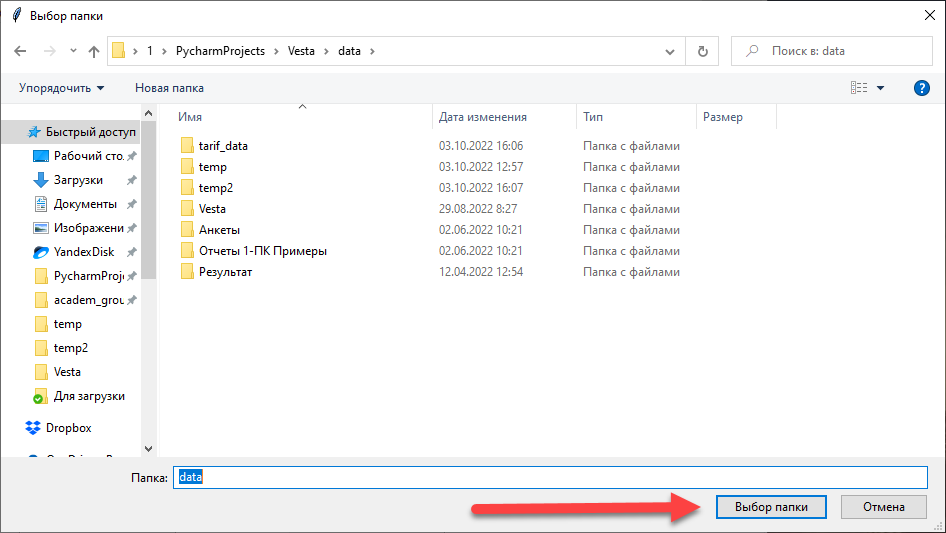 Выбор папки
1 PycharmProjects Vesta data
Поиск в: data
Упорядочить Новая папка
?
Имя Дата изменения Тип Размер
Быстрый доступ
Рабочий сто.
Загрузки
Документы
Изображени
YandexDisk
PycharmProje
academ_grou
temp
temp2
Vesta
Для загрузки
Dropbox
tarif_data 03.10.2022 16:06 Папка с файлами
temp 03.10.2022 12:57 Папка с файлами
temp2 03.10.2022 16:07 Папка с файлами
Vesta 29.08.2022 8:27 Папка с файлами
Анкеты 02.06.2022 10:21 Папка с файлами
Отчеты 1-ПК Примеры 02.06.2022 10:21 Папка с файлами
Результат 12.04.2022 12:54 Папка с файлами
Папка: data
Выбор папки Отмена